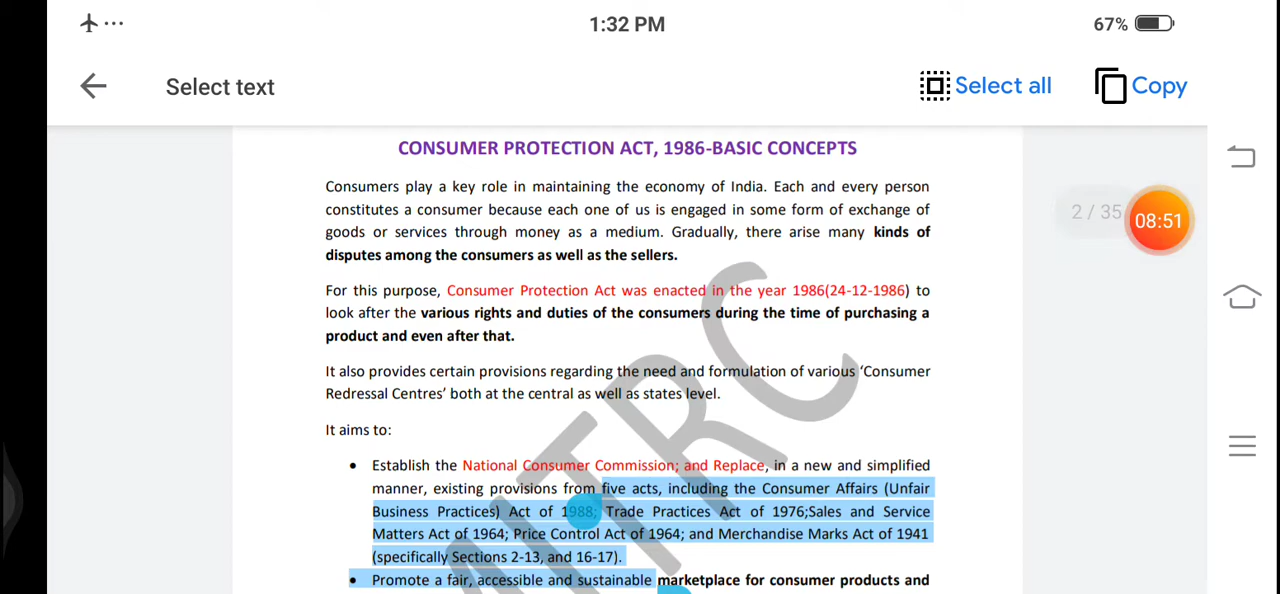 1:32 PM
67%
Select text
Select all
Copy
CONSUMER PROTECTION ACT, 1986-BASIC CONCEPTS
Consumers play a key role in maintaining the economy of India. Each and every person
constitutes a consumer because each one of us is engaged in some form of exchange of
goods or services through money as a medium. Gradually, there arise many kinds of
disputes among the consumers as well as the sellers.
2 / 35
08:51
For this purpose, Consumer Protection Act was enacted in the year 1986(24-12-1986) to
look after the various rights and duties of the consumers during the time of purchasing a
product and even after that.
It also provides certain provisions regarding the need and formulation of various ‘Consumer
Redressal Centres’ both at the central as well as states level.
It aims to:
• Establish the National Consumer Commission; and Replace, in a new and simplified
manner, existing provisions from five acts, including the Consumer Affairs (Unfair
Business Practices) Act of 1988; Trade Practices Act of 1976;Sales and Service
Matters Act of 1964; Price Control Act of 1964; and Merchandise Marks Act of 1941
(specifically Sections 2-13, and 16-17).
• Promote a fair, accessible and sustainable marketplace for consumer products and